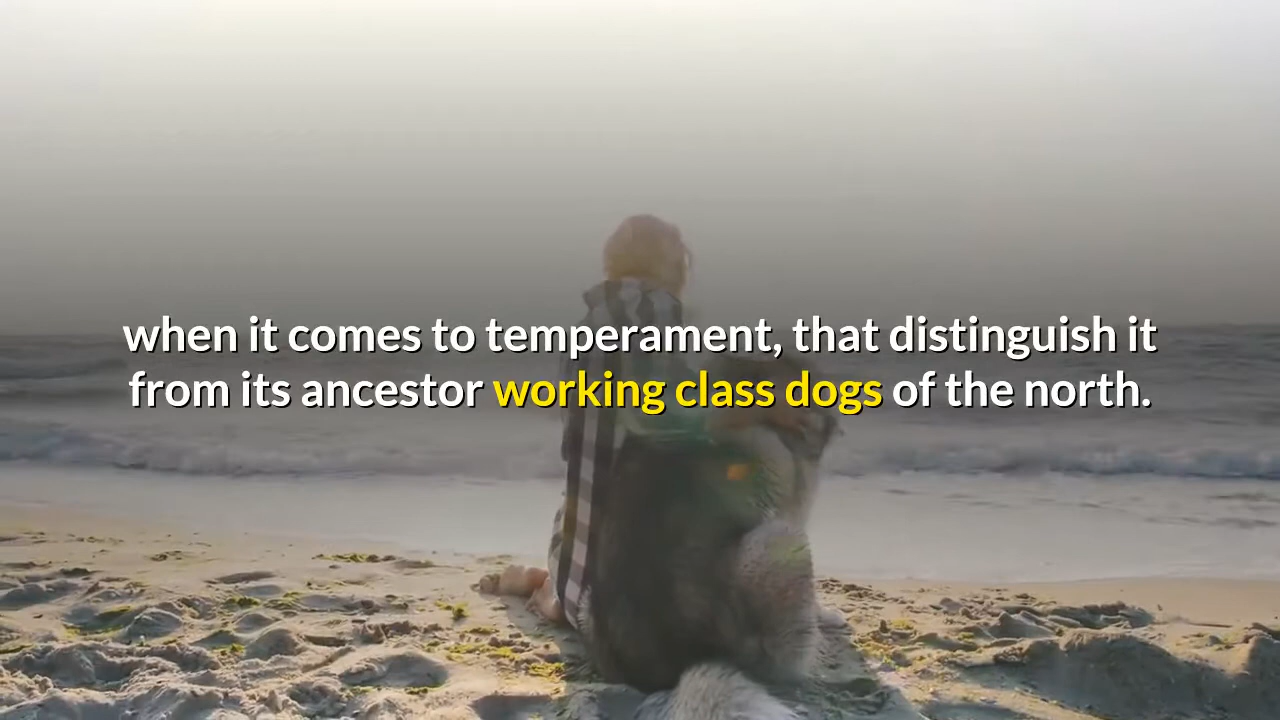 when it comes to temperament, that distinguish it
from its ancestor working class dogs of the north.